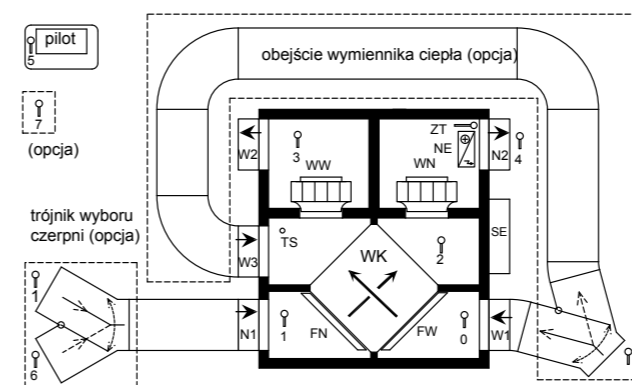 pilot
5
7
(opcja)
obejście wymiennika ciepła (opcja)
trójnik wyboru
czerpni (opcja)
W2
3
WW
ZT
NE
WN
N2
4
TS
W3
WK
2
SE
1
6
N1
1
FN
FW
0
W1